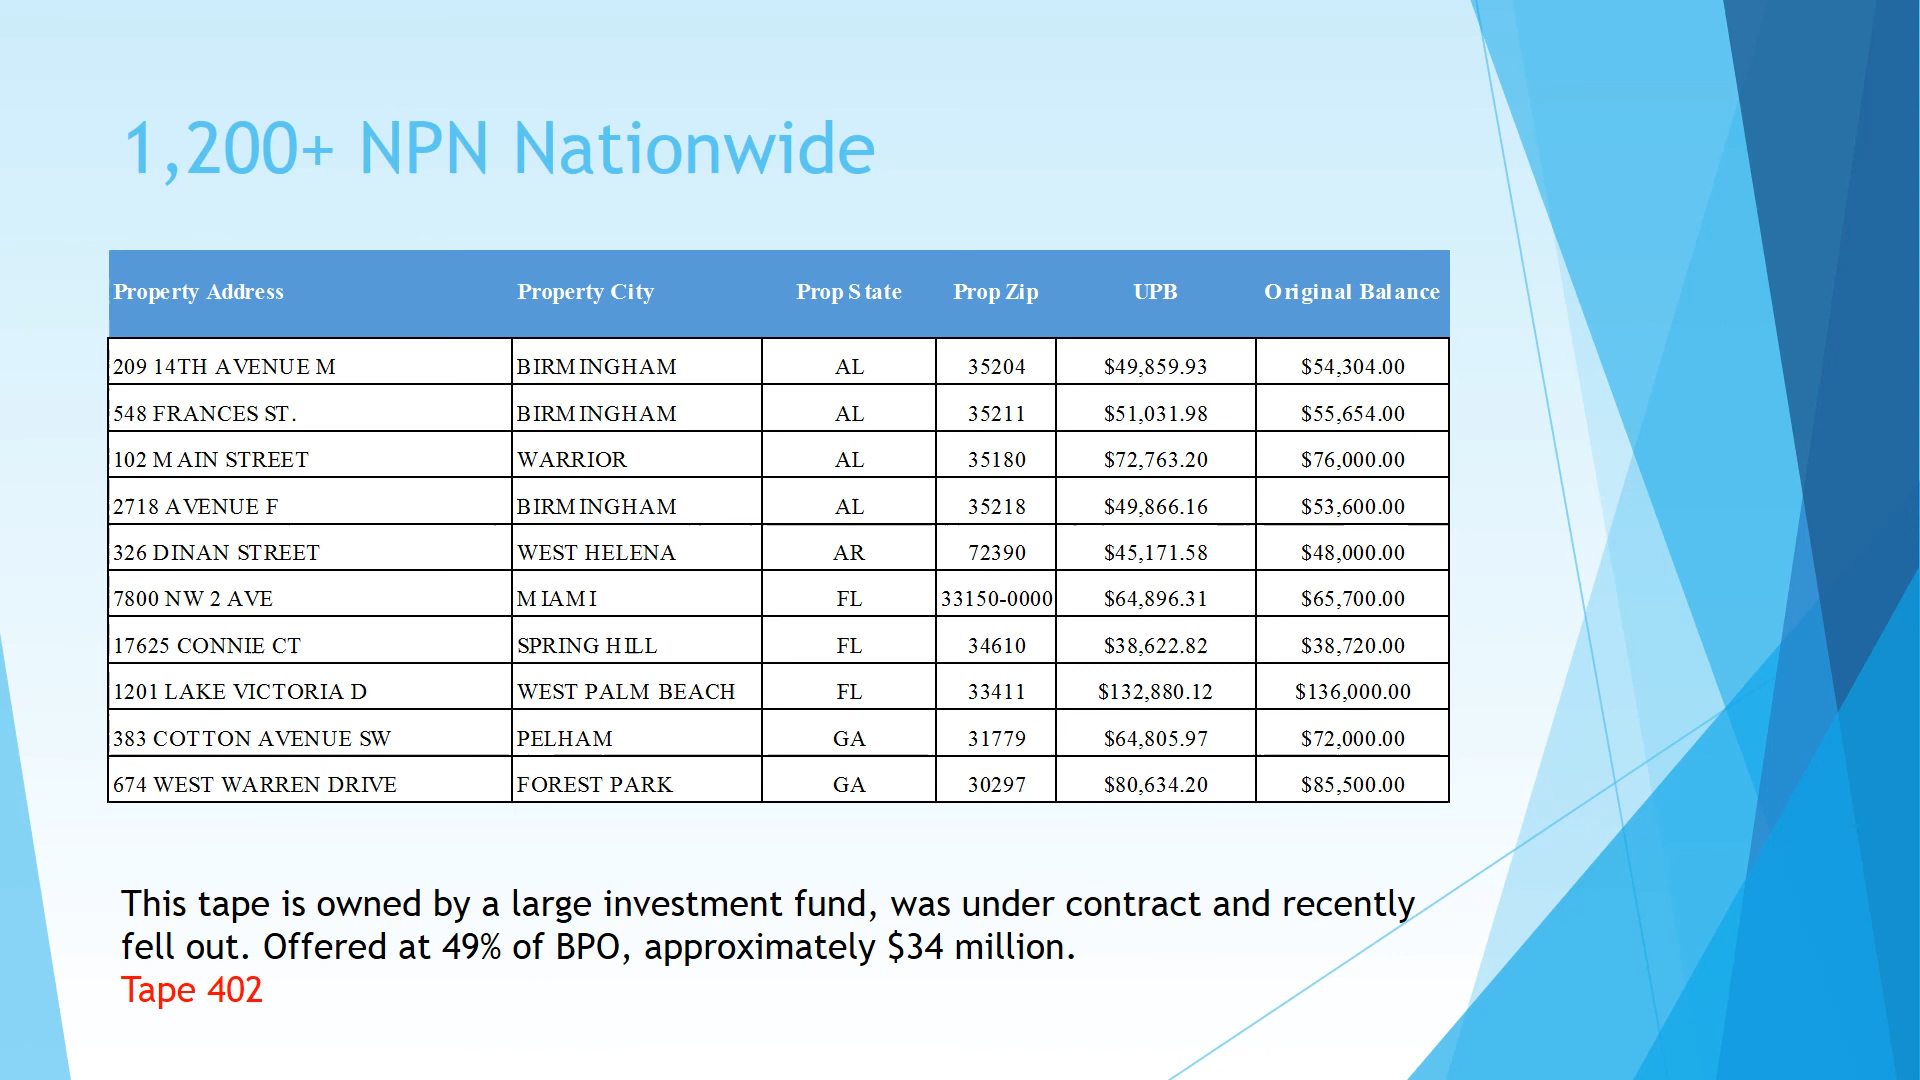 1,200+ NPN Nationwide
Property Address Property City Prop State Prop Zip UPB Original Balance
209 14TH AVENUE M BIRMINGHAM AL 35204 $49,859.93 $54,304.00
548 FRANCES ST. BIRMINGHAM AL 35211 $51,031.98 $55,654.00
102 MAIN STREET WARRIOR AL 35180 $72,763.20 $76,000.00
2718 AVENUE F BIRMINGHAM AL 35218 $49,866.16 $53,600.00
326 DINAN STREET WEST HELENA AR 72390 $45,171.58 $48,000.00
7800 NW 2 AVE MIAMI FL 33150-0000 $64,896.31 $65,700.00
17625 CONNIE CT SPRING HILL FL 34610 $38,622.82 $38,720.00
1201 LAKE VICTORIA D WEST PALM BEACH FL 33411 $132,880.12 $136,000.00
383 COTTON AVENUE SW PELHAM GA 31779 $64,805.97 $72,000.00
674 WEST WARREN DRIVE FOREST PARK GA 30297 $80,634.20 $85,500.00
This tape is owned by a large investment fund, was under contract and recently
fell out. Offered at 49% of BPO, approximately $34 million.
Tape 402